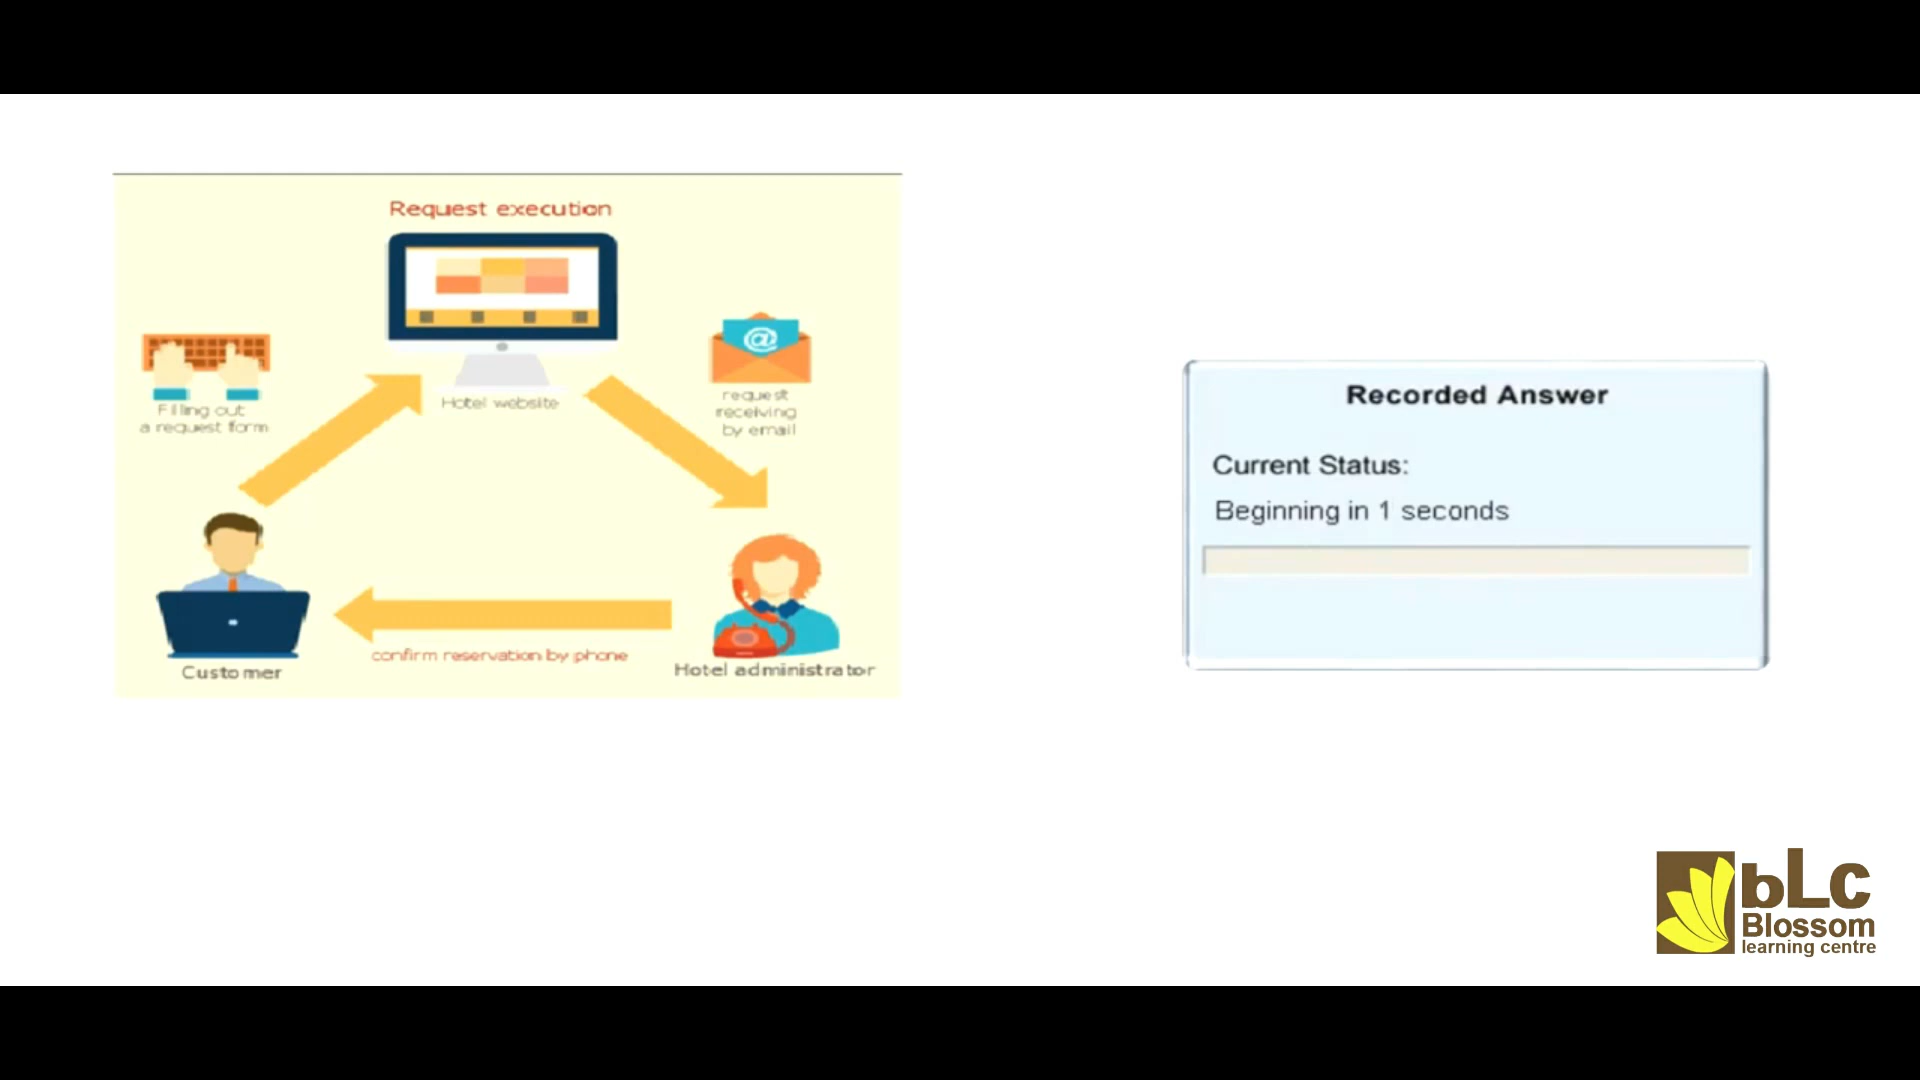 Request execution
Filling out
a request form
Hotel website
@
request
receiving
by email
Customer
confirm reservation by phone
Hotel administrator
Recorded Answer
Current Status:
Beginning in 1 seconds
bLc
Blossom
learning centre